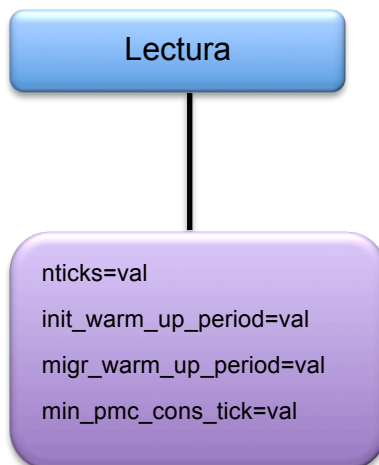 Lectura
nticks=val
init_warm_up_period=val
migr_warm_up_period=val
min_pmc_cons_tick=val